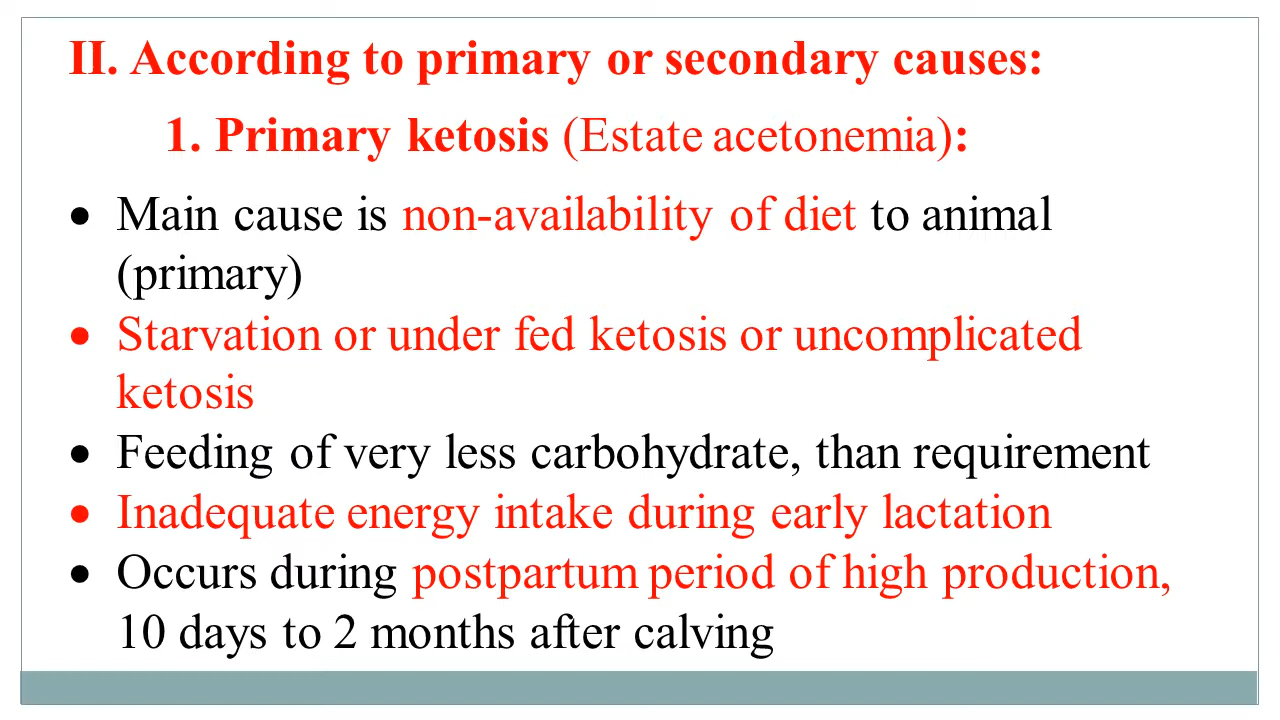 II. According to primary or secondary causes:
1. Primary ketosis (Estate acetonemia):
• Main cause is non-availability of diet to animal
(primary)
• Starvation or under fed ketosis or uncomplicated
ketosis
• Feeding of very less carbohydrate, than requirement
• Inadequate energy intake during early lactation
• Occurs during postpartum period of high production,
10 days to 2 months after calving